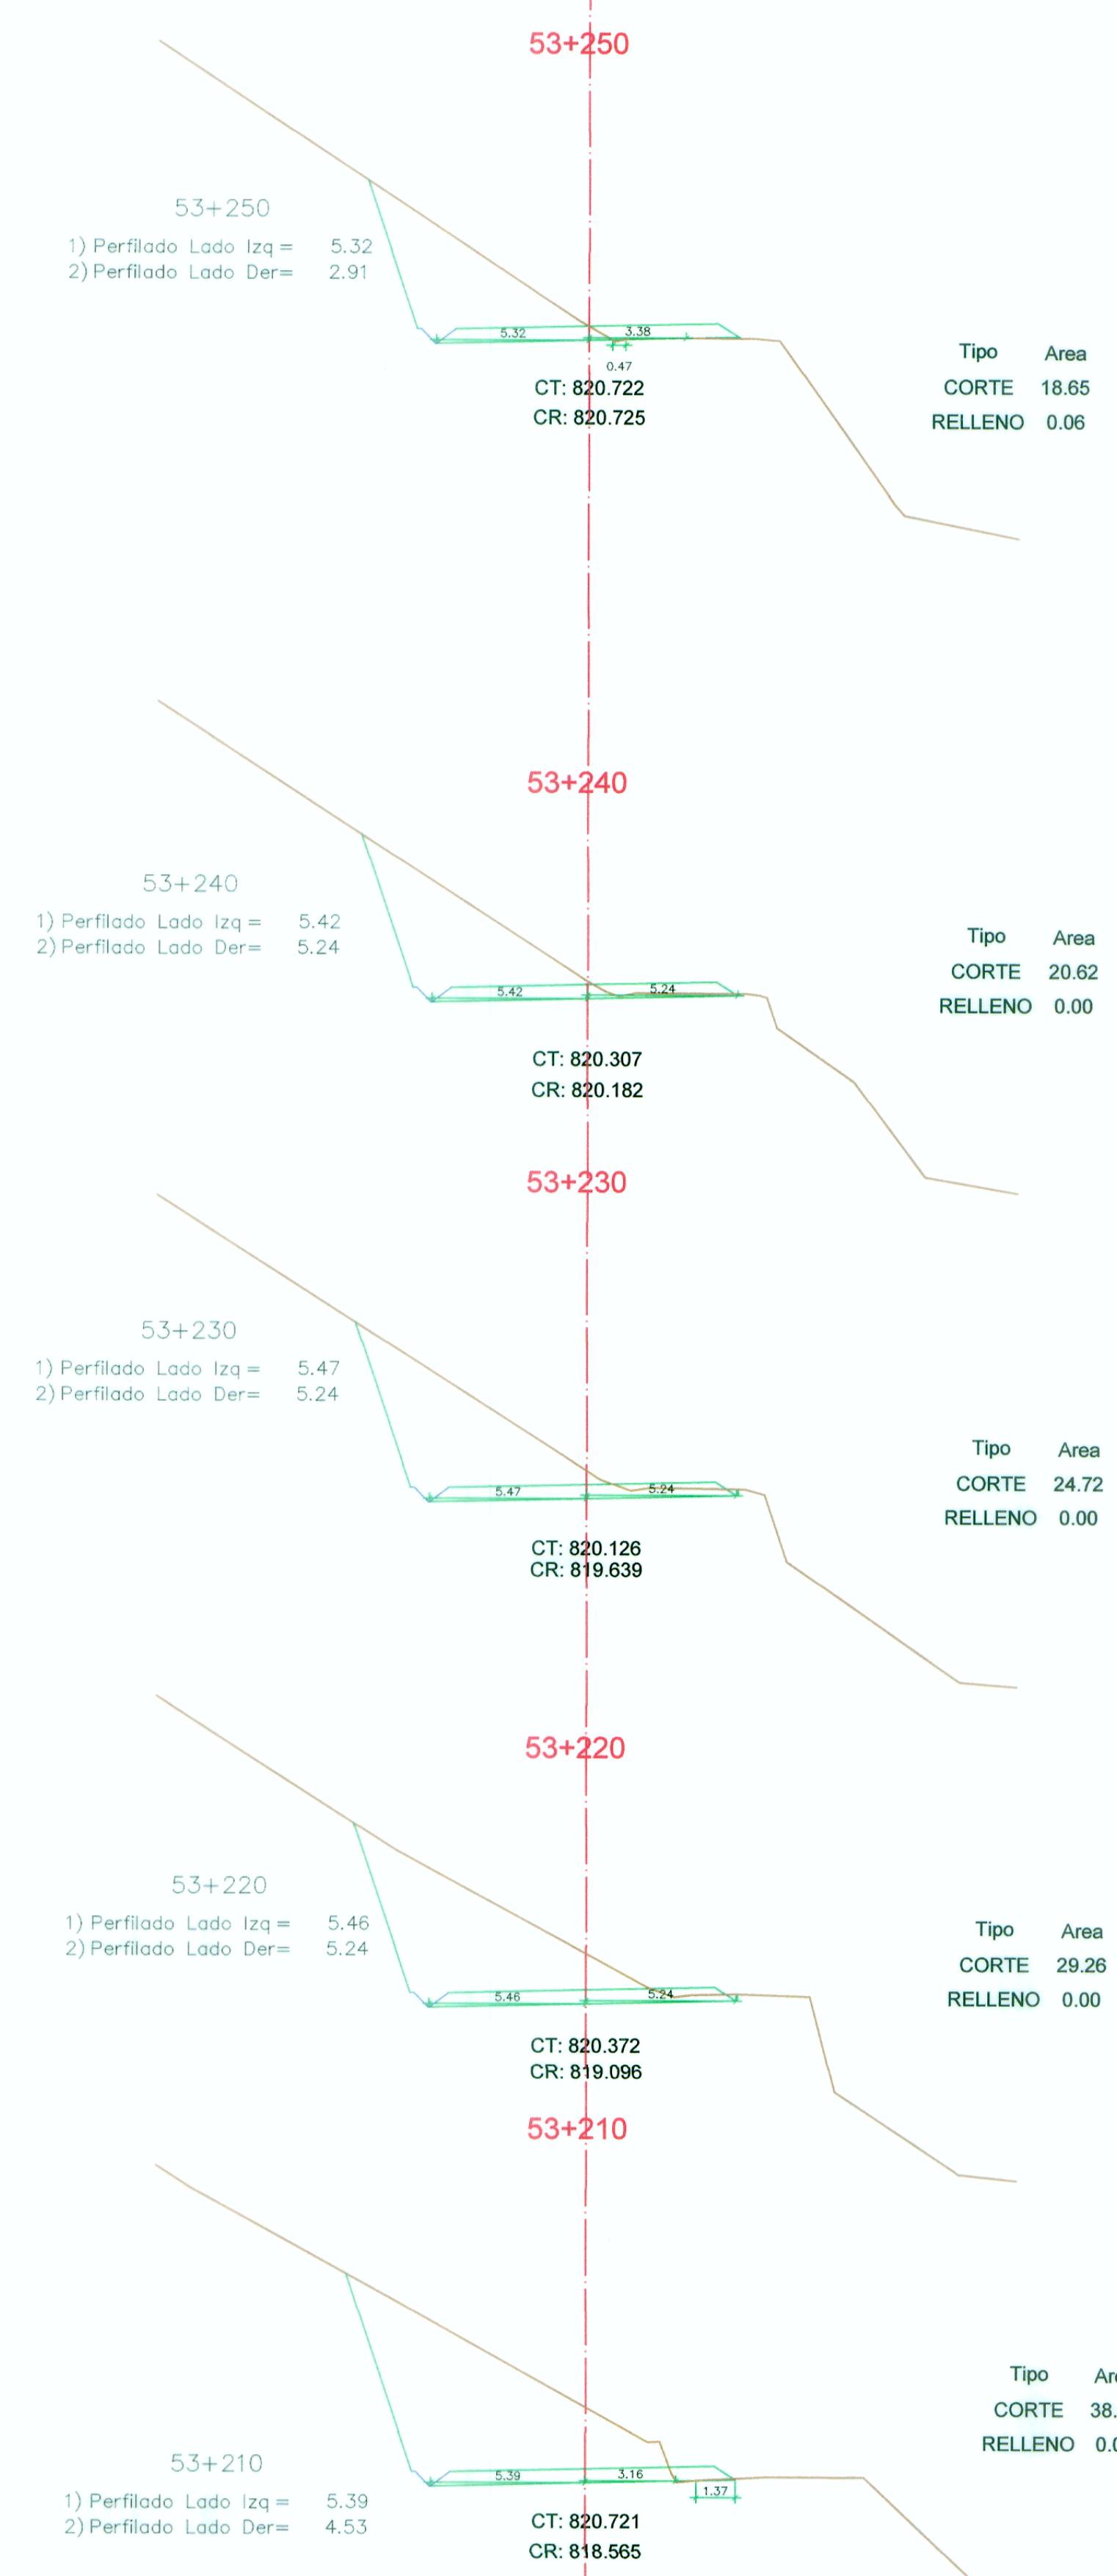 53+250
53+250
1) Perfilado Lado Izq = 5.32
2) Perfilado Lado Der= 2.91
5.32 3.38
0.47
CT: 820.722
CR: 820.725
Tipo Area
CORTE 18.65
RELLENO 0.06
53+240
53+240
1) Perfilado Lado Izq = 5.42
2) Perfilado Lado Der= 5.24
5.42 5.24
CT: 820.307
CR: 820.182
Tipo Area
CORTE 20.62
RELLENO 0.00
53+230
53+230
1) Perfilado Lado Izq = 5.47
2) Perfilado Lado Der= 5.24
5.47 5.24
CT: 820.126
CR: 819.639
Tipo Area
CORTE 24.72
RELLENO 0.00
53+220
53+220
1) Perfilado Lado Izq = 5.46
2) Perfilado Lado Der= 5.24
5.46 5.24
CT: 820.372
CR: 819.096
Tipo Area
CORTE 29.26
RELLENO 0.00
53+210
53+210
1) Perfilado Lado Izq = 5.39
2) Perfilado Lado Der= 4.53
5.39 3.16
1.37
CT: 820.721
CR: 818.565
Tipo
CORTE 38.
RELLENO